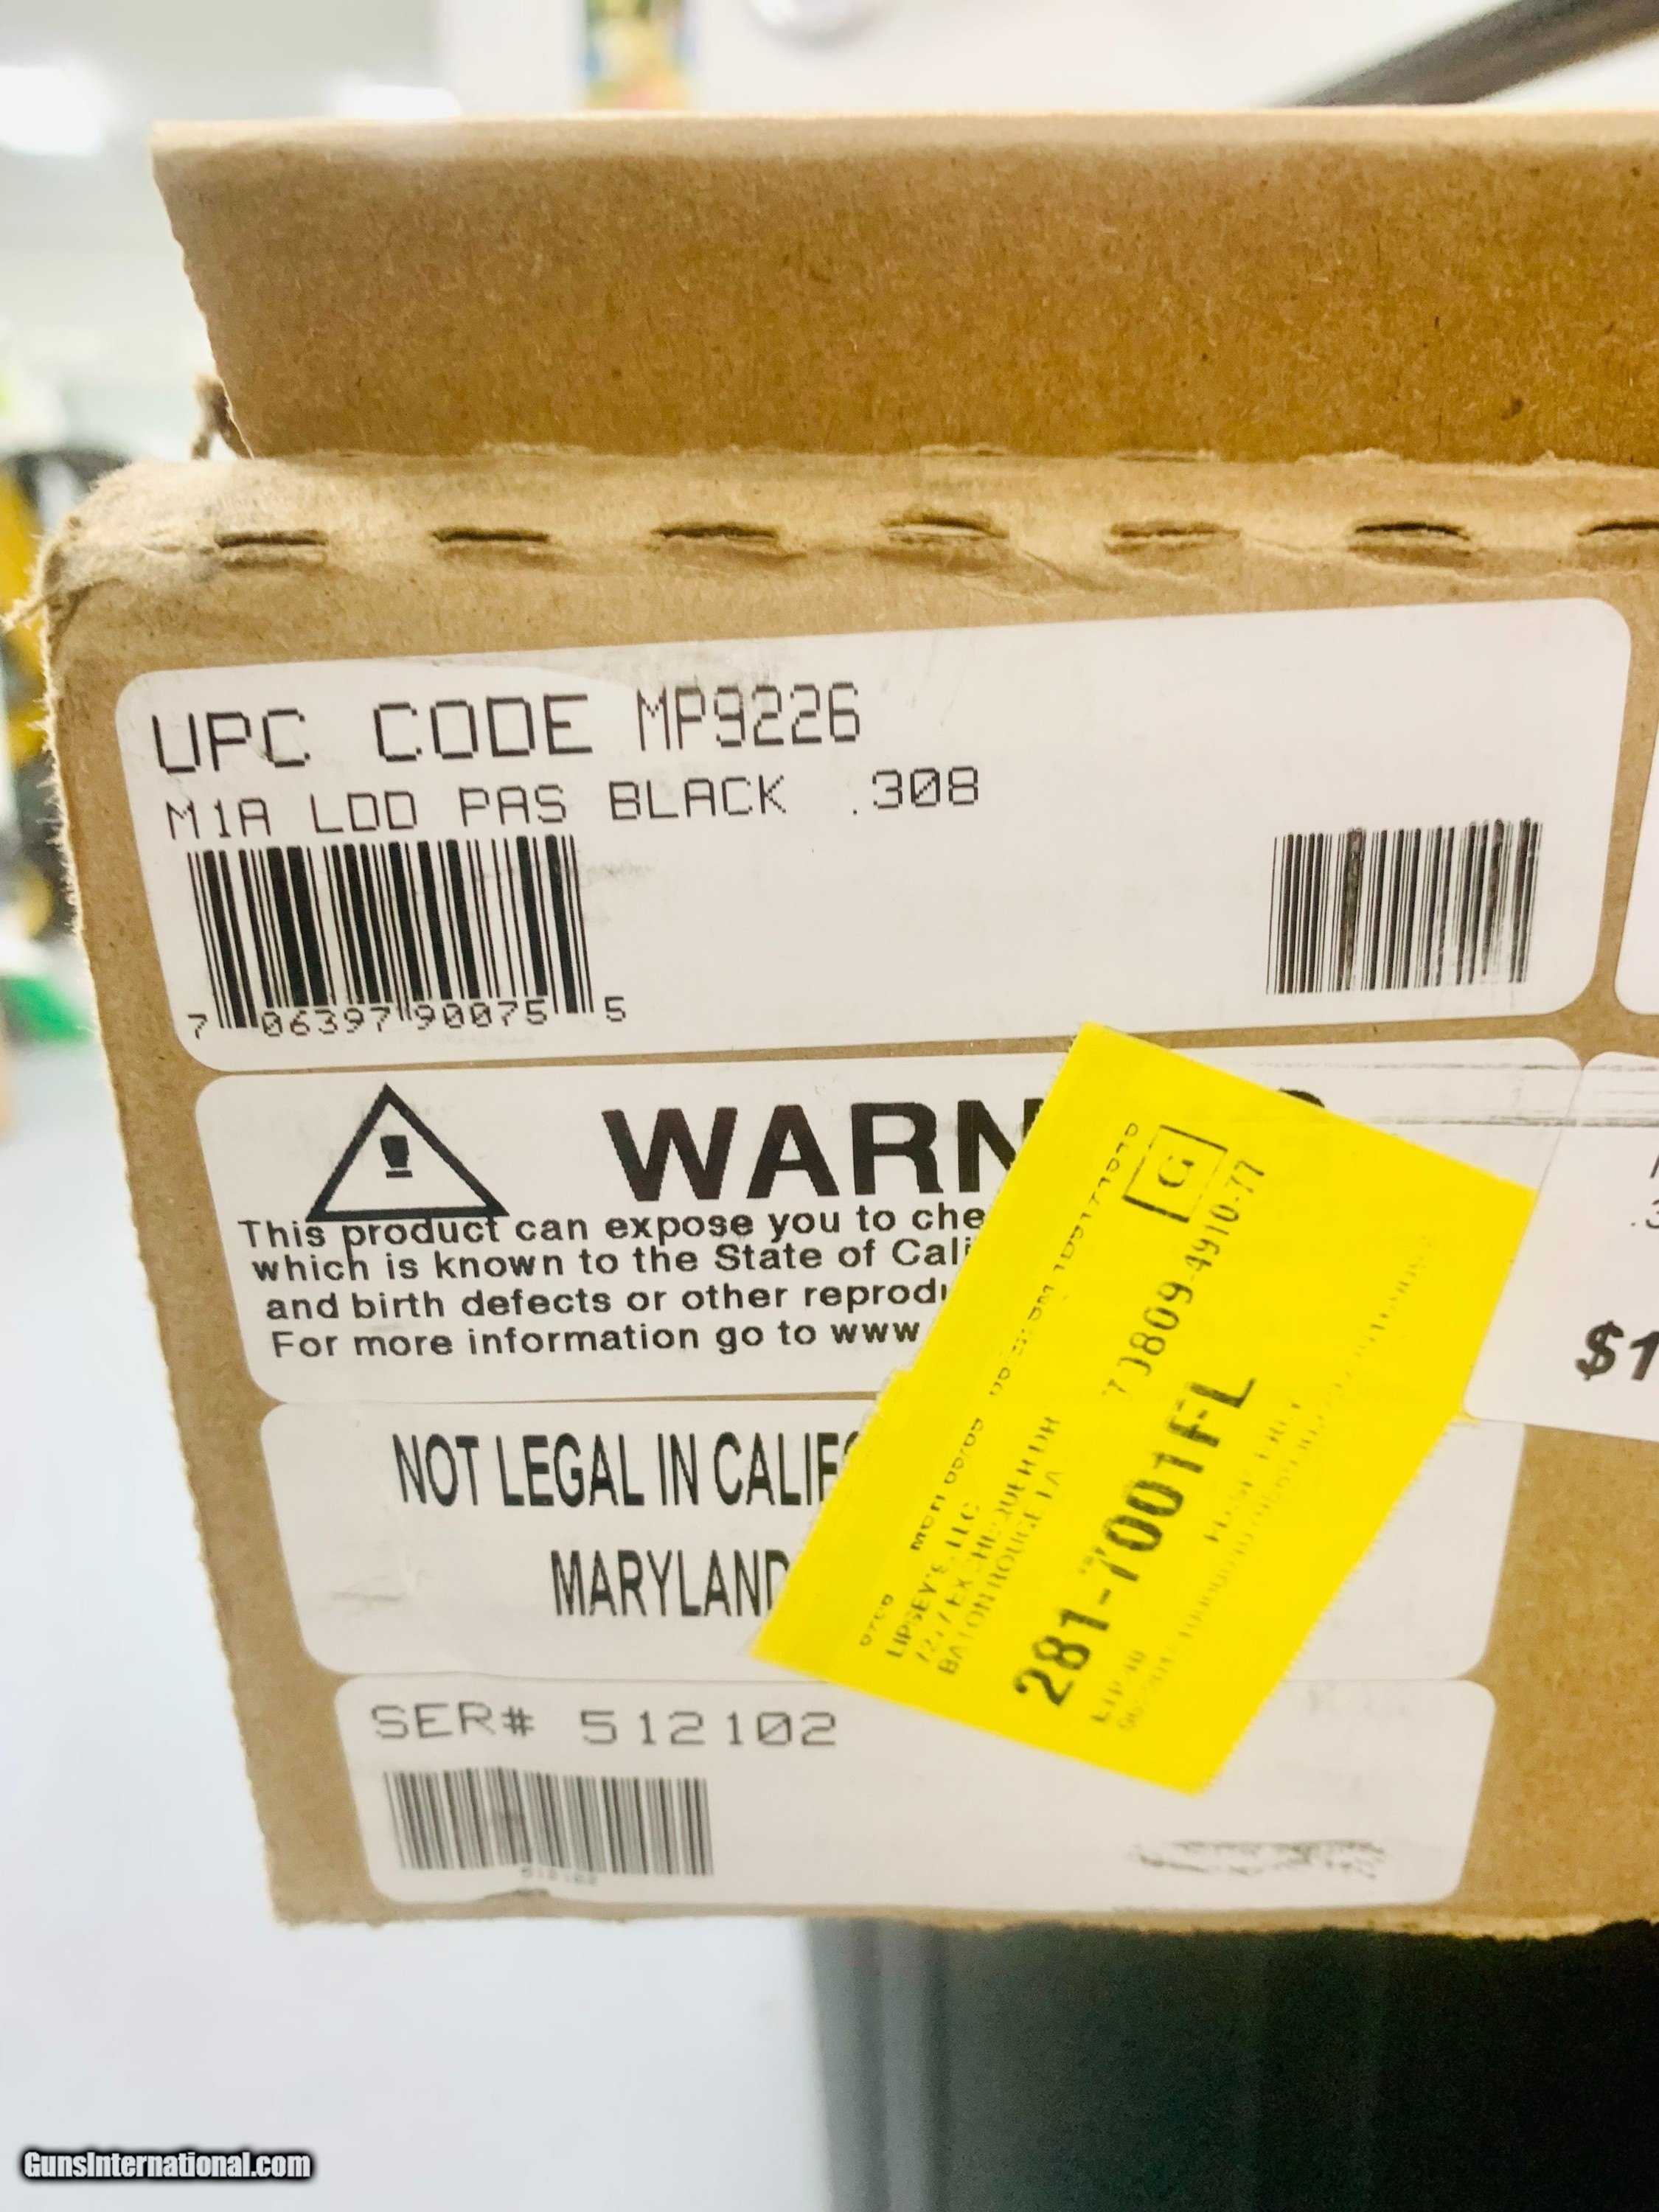 UPC CODE MP9226
M1A LDD PAS BLACK .308
7 06397 90075 5
WARN
This product can expose you to che
which is known to the State of Cali
and birth defects or other reprodu
For more information go to www
NOT LEGAL IN CALIF
MARYLAND
SER# 512102
512102
G
LIPSEY'S, LLC
BATON ROUGE LA
281-7001FL
$1
GunsInternational.com